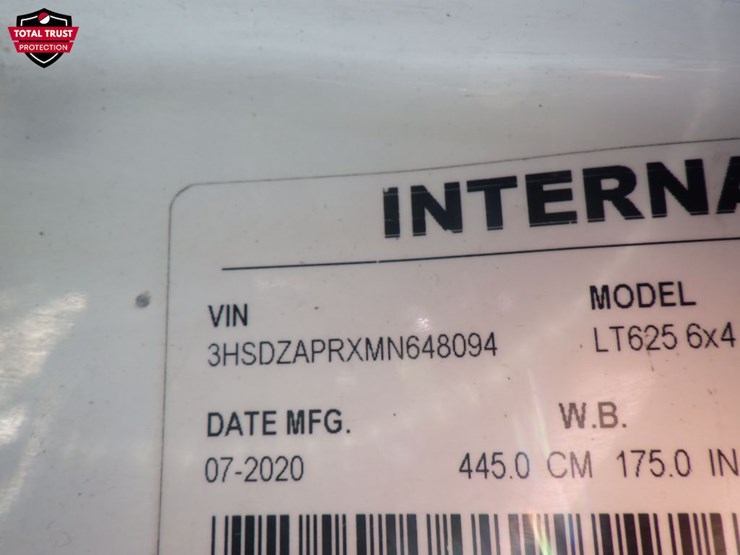 TOTAL TRUST
PROTECTION
INTERNA
VIN
3HSDZAPRXMN648094
MODEL
LT625 6x4
DATE MFG.
07-2020
W.B.
445.0 CM 175.0 IN